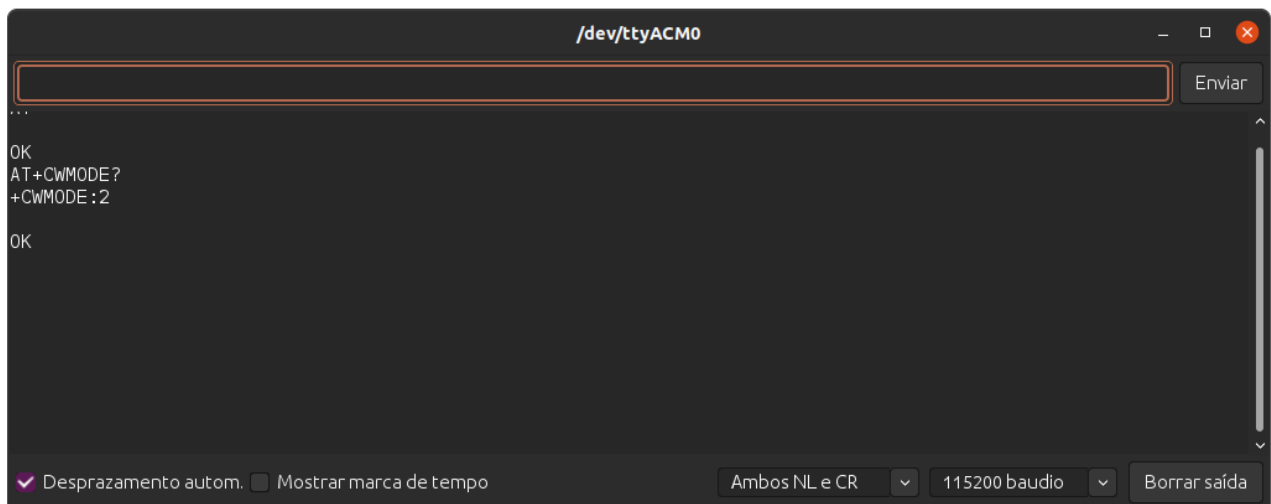 /dev/ttyACM0
Enviar
OK
AT+CWMODE?
+CWMODE:2
OK
Desprazamento autom. Mostrar marca de tempo Ambos NL e CR 115200 baudio Borrar saída